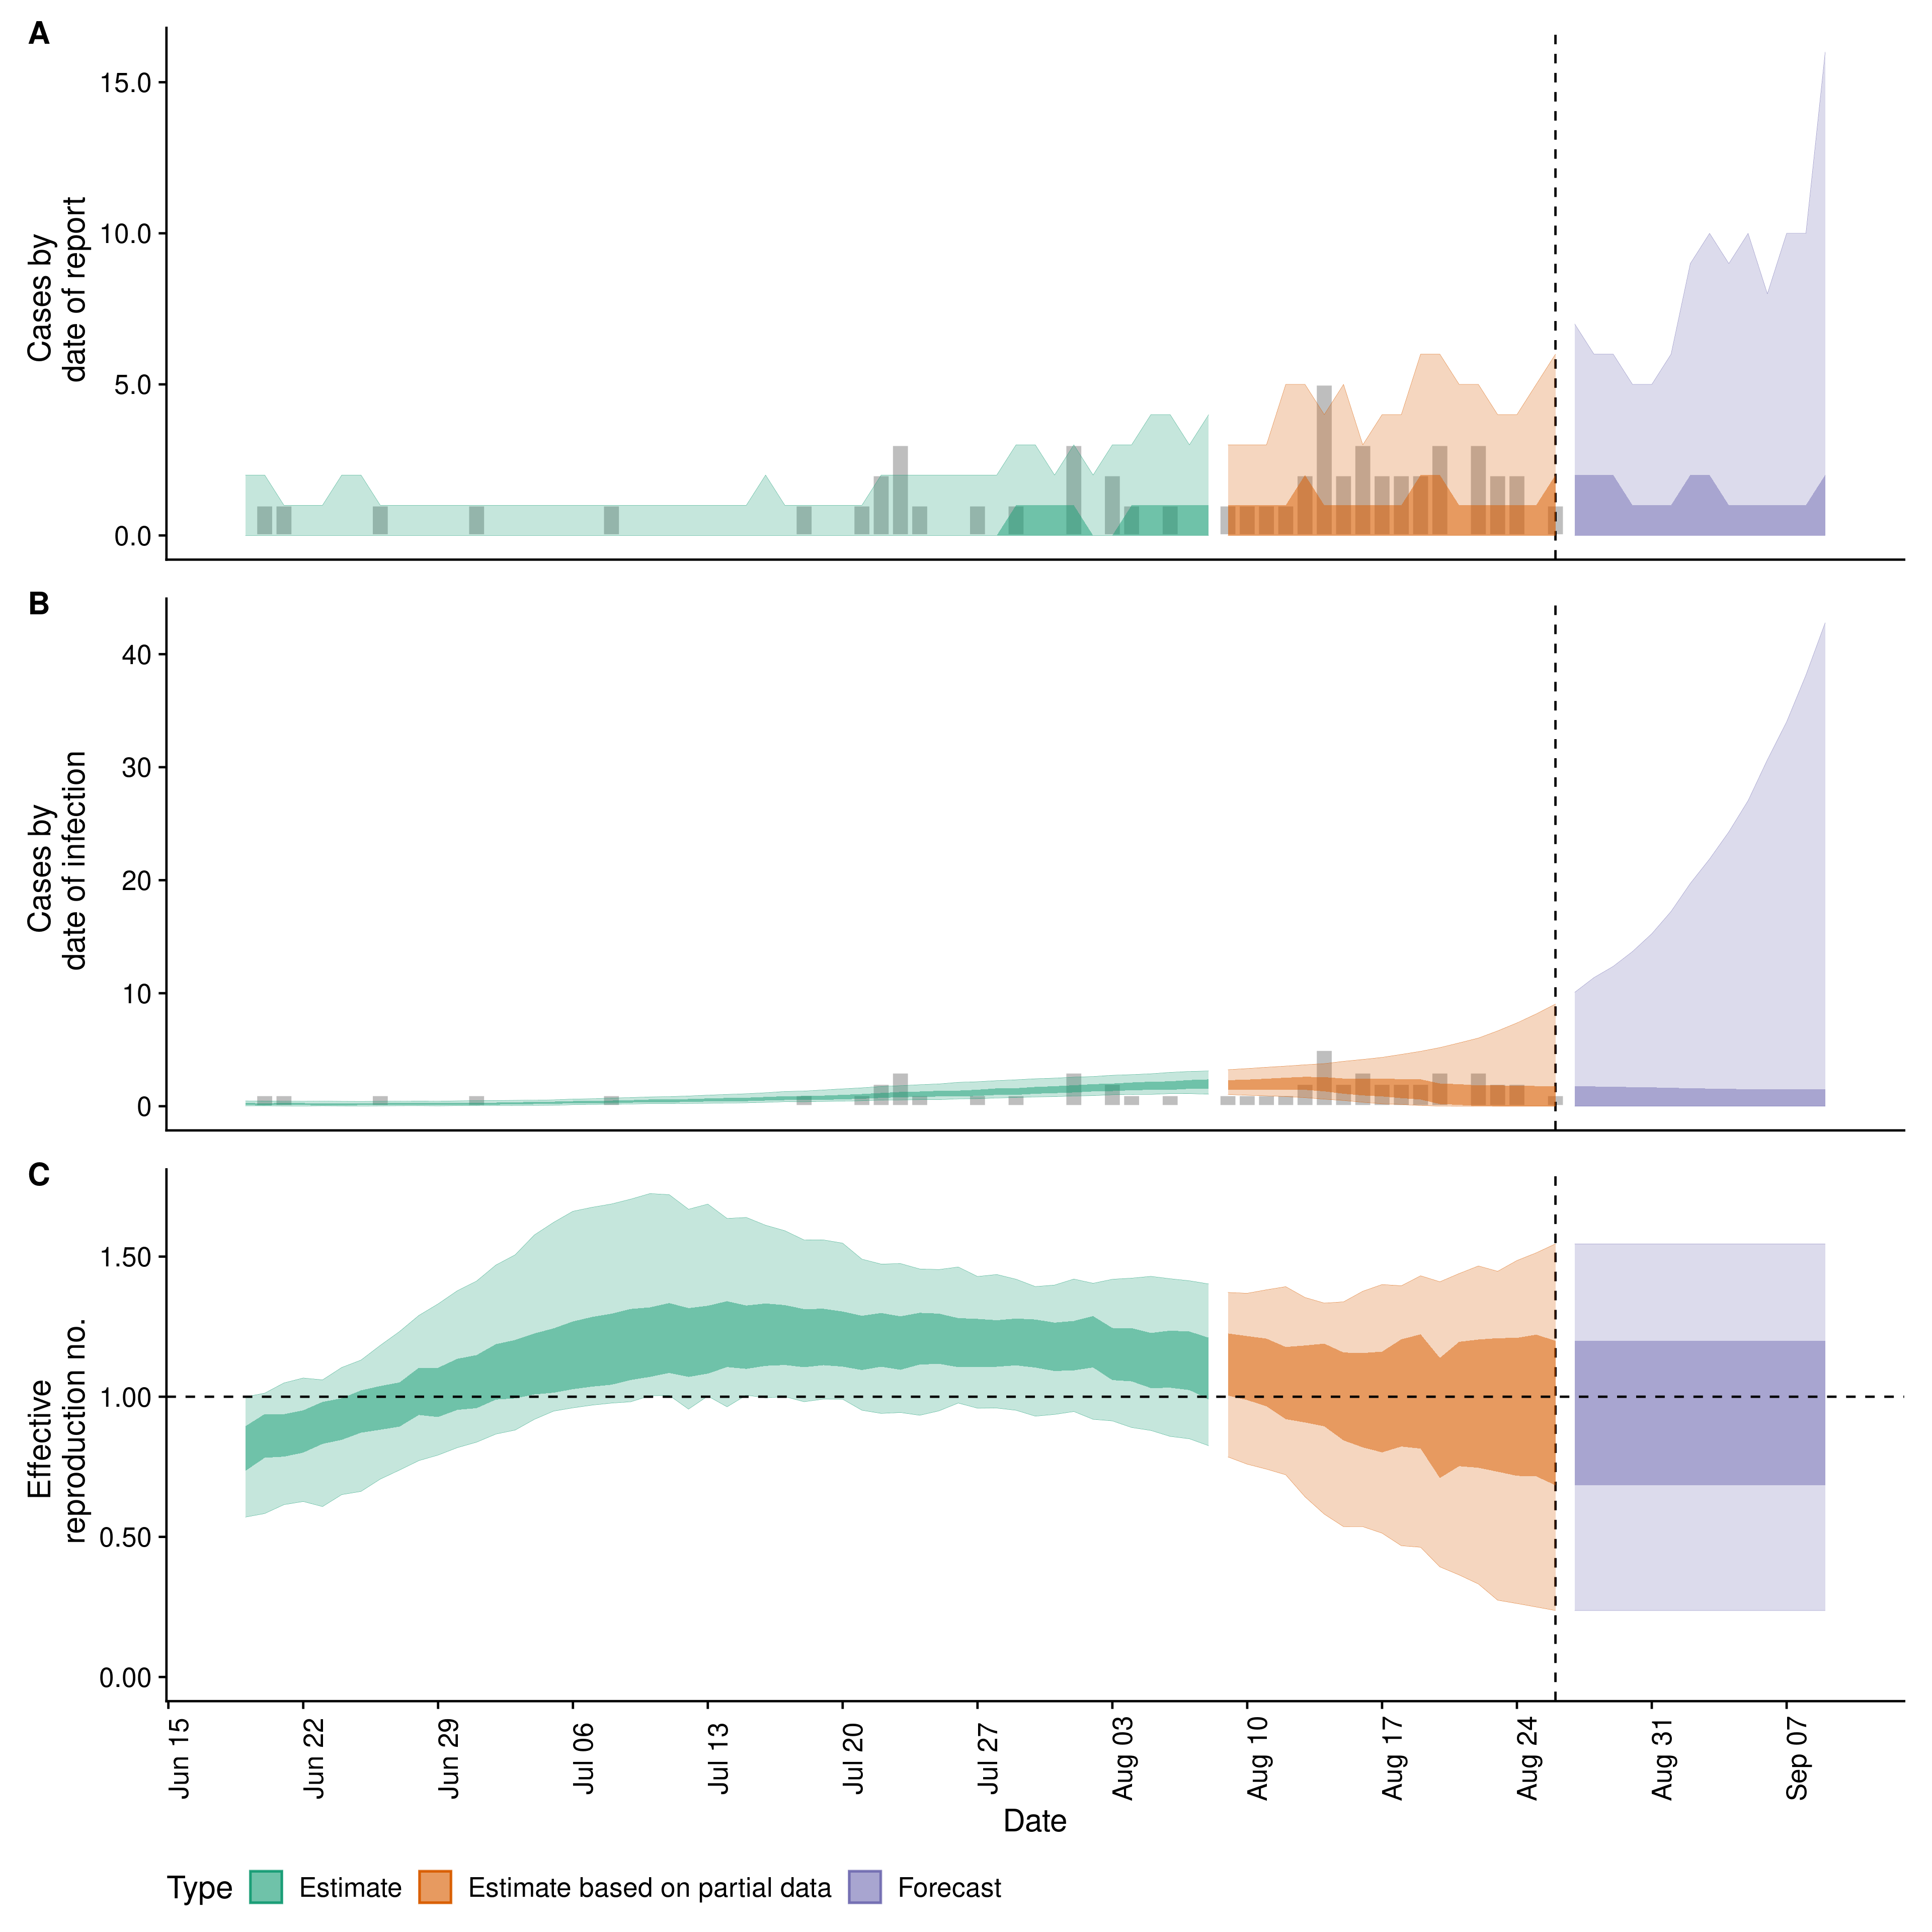 A
15.0
10.0
5.0
0.0
Cases by
date of report
B
40
30
20
10
0
Cases by
date of infection
C
1.50
1.00
0.50
0.00
Effective
reproduction no.
Jun 15
Jun 22
Jun 29
Jul 06
Jul 13
Jul 20
Jul 27
Aug 03
Aug 10
Aug 17
Aug 24
Aug 31
Sep 07
Date
Type Estimate Estimate based on partial data Forecast